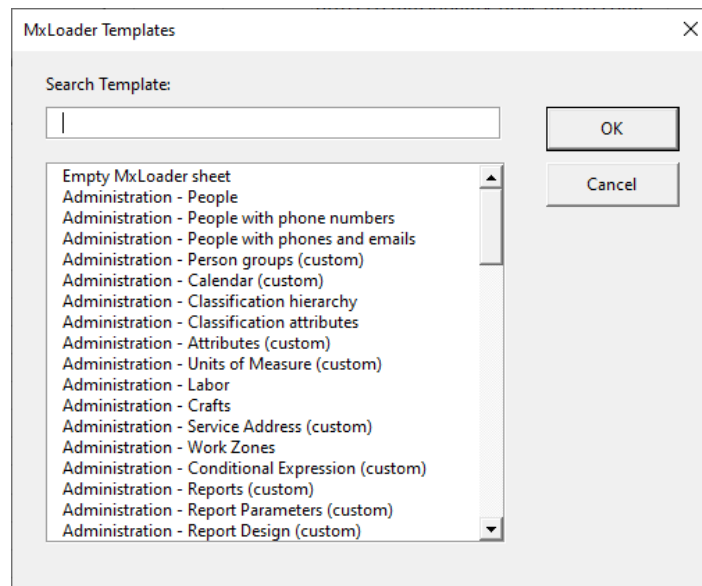 MxLoader Templates
Search Template:
OK
Cancel
Empty MxLoader sheet
Administration - People
Administration - People with phone numbers
Administration - People with phones and emails
Administration - Person groups (custom)
Administration - Calendar (custom)
Administration - Classification hierarchy
Administration - Classification attributes
Administration - Attributes (custom)
Administration - Units of Measure (custom)
Administration - Labor
Administration - Crafts
Administration - Service Address (custom)
Administration - Work Zones
Administration - Conditional Expression (custom)
Administration - Reports (custom)
Administration - Report Parameters (custom)
Administration - Report Design (custom)